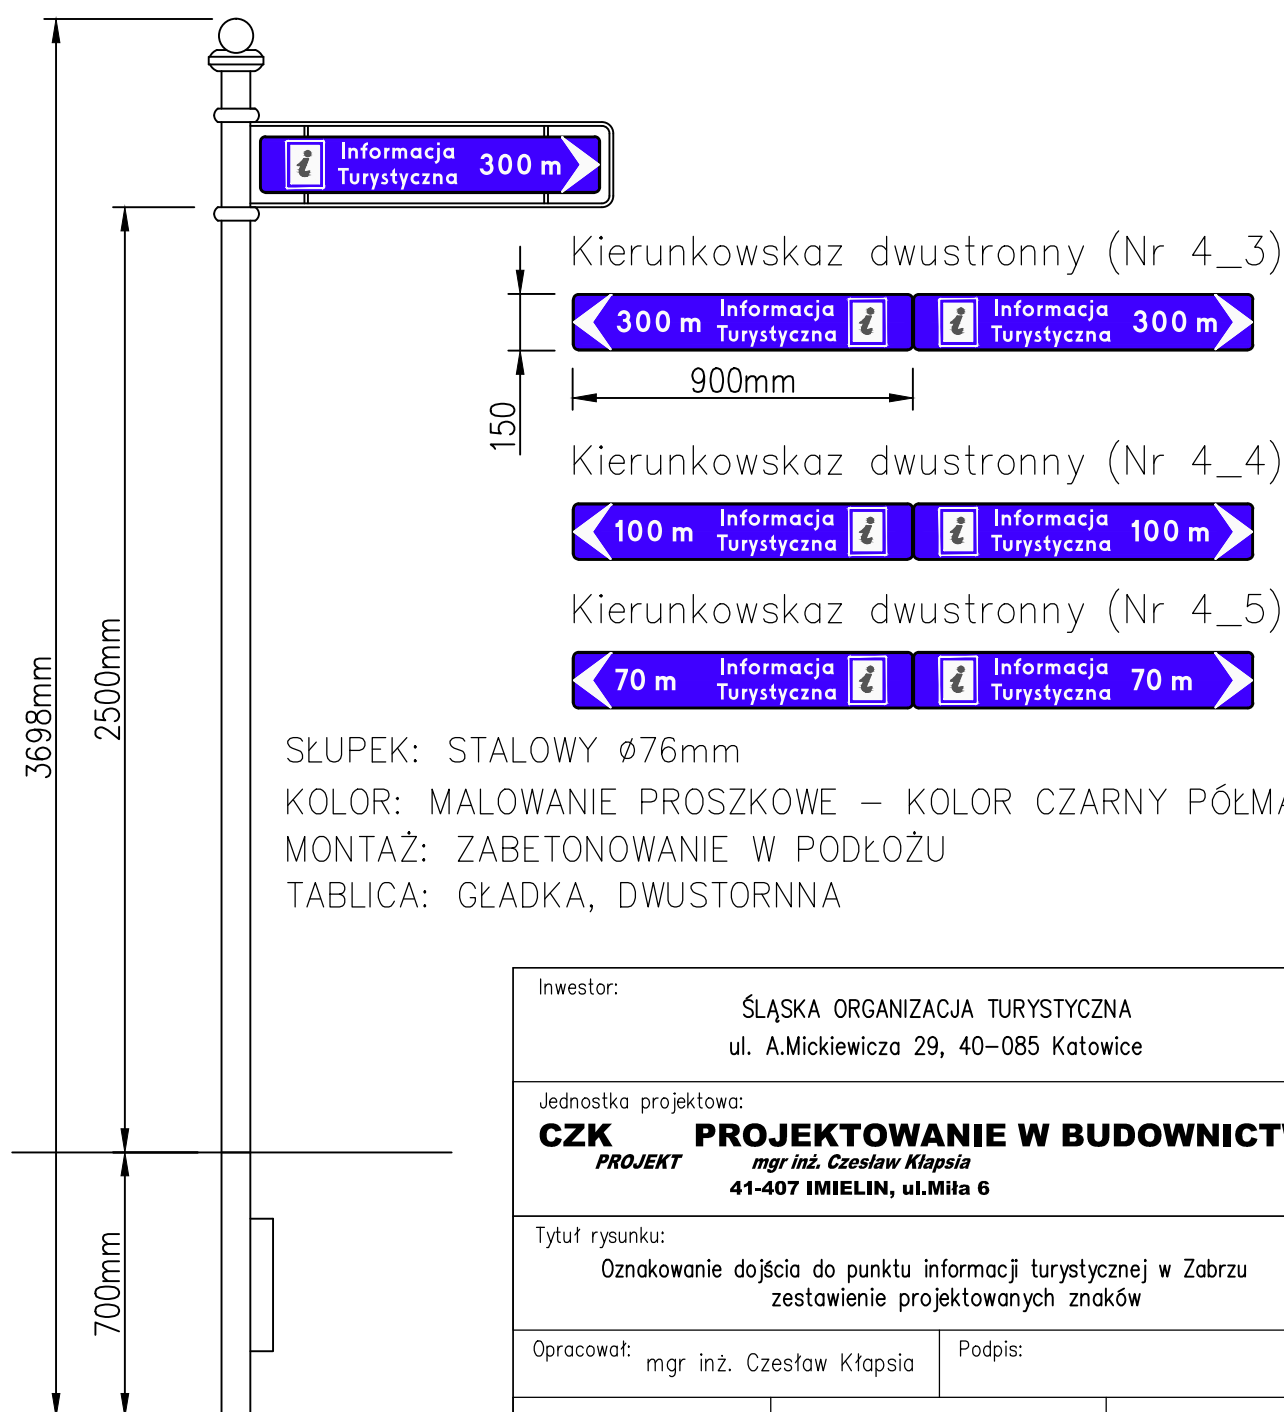 Informacja
Turystyczna
300 m
Kierunkowskaz dwustronny (Nr 4_3)
300 m Informacja Turystyczna
Informacja Turystyczna 300 m
900mm
150
Kierunkowskaz dwustronny (Nr 4_4)
100 m Informacja Turystyczna
Informacja Turystyczna 100 m
Kierunkowskaz dwustronny (Nr 4_5)
70 m Informacja Turystyczna
Informacja Turystyczna 70 m
3698mm
2500mm
700mm
SŁUPEK: STALOWY ø76mm
KOLOR: MALOWANIE PROSZKOWE – KOLOR CZARNY PÓŁMA
MONTAŻ: ZABETONOWANIE W PODŁOŻU
TABLICA: GŁADKA, DWUSTORNNA
Inwestor:
ŚLĄSKA ORGANIZACJA TURYSTYCZNA
ul. A.Mickiewicza 29, 40–085 Katowice
Jednostka projektowa:
CZK PROJEKTOWANIE W BUDOWNICTW
PROJEKT mgr inż. Czesław Kłapsia
41-407 IMIELIN, ul.Miła 6
Tytuł rysunku:
Oznakowanie dojścia do punktu informacji turystycznej w Zabrzu
zestawienie projektowanych znaków
Opracował: mgr inż. Czesław Kłapsia
Podpis: